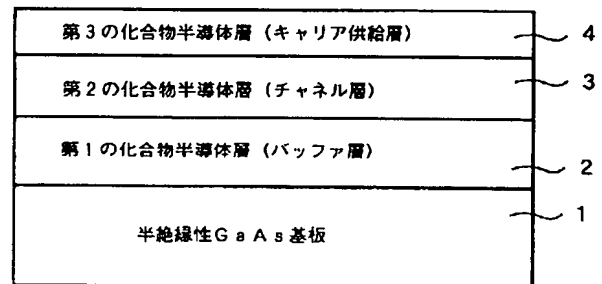 第3の化合物半導体層（キャリア供給層） 4
第2の化合物半導体層（チャネル層） 3
第1の化合物半導体層（バッファ層） 2
半絶縁性GaAs基板 1